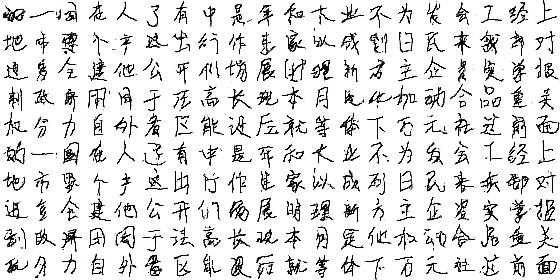 的一国在人了有中是年和大业不为发会工经上
地市要个产这出行作生家以成到日民来我部对
进多全建他公开们场展时理新方主企资实学报
制政济用同于法高长现本月定化加动合品重关
机分力自外者区能设后就等体下万元社过前面
的一国在人了有中是年和大业不为发会工经上
地市要个产这出行作生家以成到日民来我部对
进多全建他公开们场展时理新方主企资实学报
制政济用同于法高长现本月定化加动合品重关
机分力自外者区能设后就等体下万元社过前面